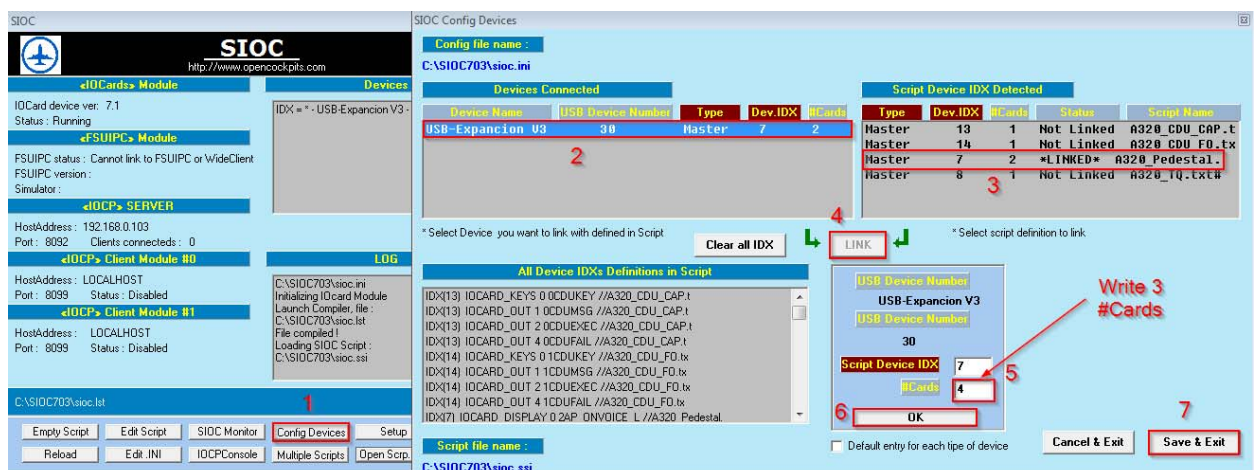 SIOC
SIOC
http://www.opencockpits.com
«IOCards» Module
Devices
IOCard device ver: 7.1
Status : Running
IDX = * - USB-Expancion V3 -
«FSUIPC» Module
FSUIPC status : Cannot link to FSUIPC or WideClient
FSUIPC version :
Simulator :
«IOCP» SERVER
HostAddress : 192.168.0.103
Port : 8092 Clients connecteds : 0
«IOCP» Client Module #0
HostAddress : LOCALHOST
Port : 8099 Status : Disabled
«IOCP» Client Module #1
HostAddress : LOCALHOST
Port : 8099 Status : Disabled
LOG
C:\SIOC703\sioc.ini
Initializing IOcard Module
Launch Compiler, file :
C:\SIOC703\sioc.lst
File compiled !
Loading SIOC Script :
C:\SIOC703\sioc.ssi
C:\SIOC703\sioc.lst
1
Empty Script Edit Script SIOC Monitor Config Devices Setup
Reload Edit .INI IOCPConsole Multiple Scripts Open Scrp.
SIOC Config Devices
Config file name :
C:\SIOC703\sioc.ini
Devices Connected
Device Name USB Device Number Type Dev.IDX #Cards
USB-Expancion V3 30 Master 7 2
2
Script Device IDX Detected
Type Dev.IDX #Cards Status Script Name
Master 13 1 Not Linked A320_CDU_CAP.t
Master 14 1 Not Linked A320_CDU_FO.tx
Master 7 2 *LINKED* A320_Pedestal.
Master 8 1 Not Linked A320_TQ.txt#
3
* Select Device you want to link with defined in Script
Clear all IDX
4
LINK
* Select script definition to link
All Device IDXs Definitions in Script
IDX(13) IOCARD_KEYS 0 0CDUKEY //A320_CDU_CAP.t
IDX(13) IOCARD_OUT 1 0CDUMSG //A320_CDU_CAP.t
IDX(13) IOCARD_OUT 2 0CDUEXEC //A320_CDU_CAP.t
IDX(13) IOCARD_OUT 4 0CDUFAIL //A320_CDU_CAP.t
IDX(14) IOCARD_KEYS 0 1CDUKEY //A320_CDU_FO.tx
IDX(14) IOCARD_OUT 1 1CDUMSG //A320_CDU_FO.tx
IDX(14) IOCARD_OUT 2 1CDUEXEC //A320_CDU_FO.tx
IDX(14) IOCARD_OUT 4 1CDUFAIL //A320_CDU_FO.tx
IDX(7) IOCARD_DISPLAY 0 2AP_ONVOICE_L //A320_Pedestal.
USB Device Number
USB-Expancion V3
USB Device Number
30
Script Device IDX 7
#Cards 4
5
Write 3
#Cards
6
OK
7
Default entry for each tipe of device
Cancel & Exit Save & Exit
Script file name :
C:\SIOC703\sioc.ssi